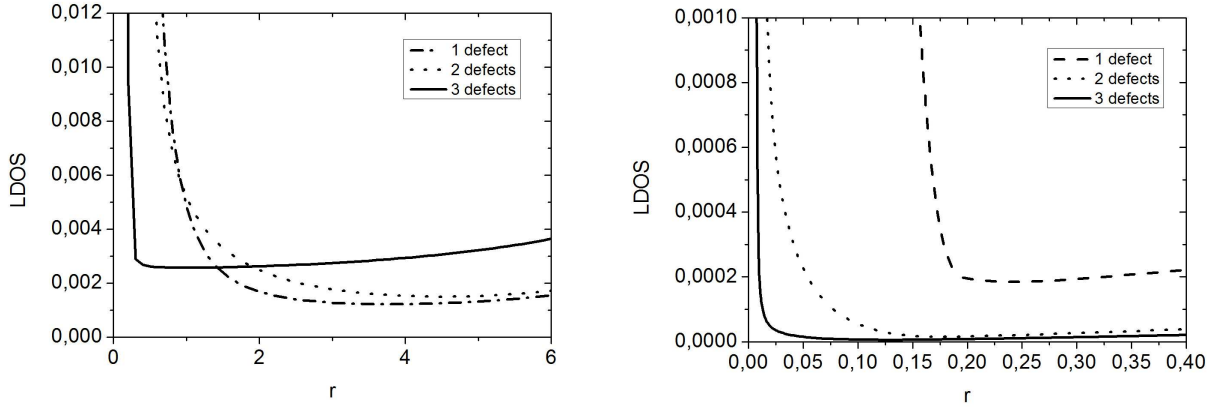 0,012
0,010
0,008
0,006
0,004
0,002
0,000
LDOS
0
2
4
6
r
1 defect
2 defects
3 defects
0,0010
0,0008
0,0006
0,0004
0,0002
0,0000
LDOS
0,00
0,05
0,10
0,15
0,20
0,25
0,30
0,35
0,40
r
1 defect
2 defects
3 defects